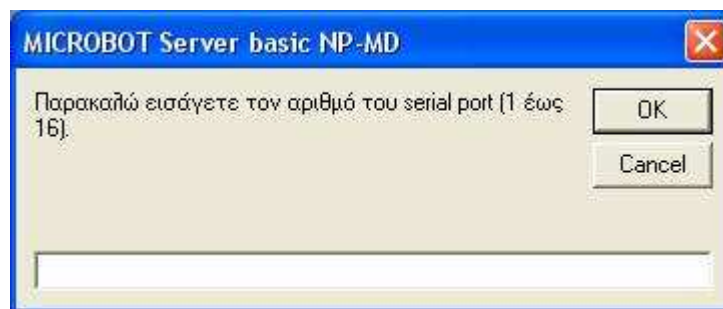 MICROBOT Server basic NP-MD
Παρακαλώ εισάγετε τον αριθμό του serial port (1 έως
16).
OK
Cancel